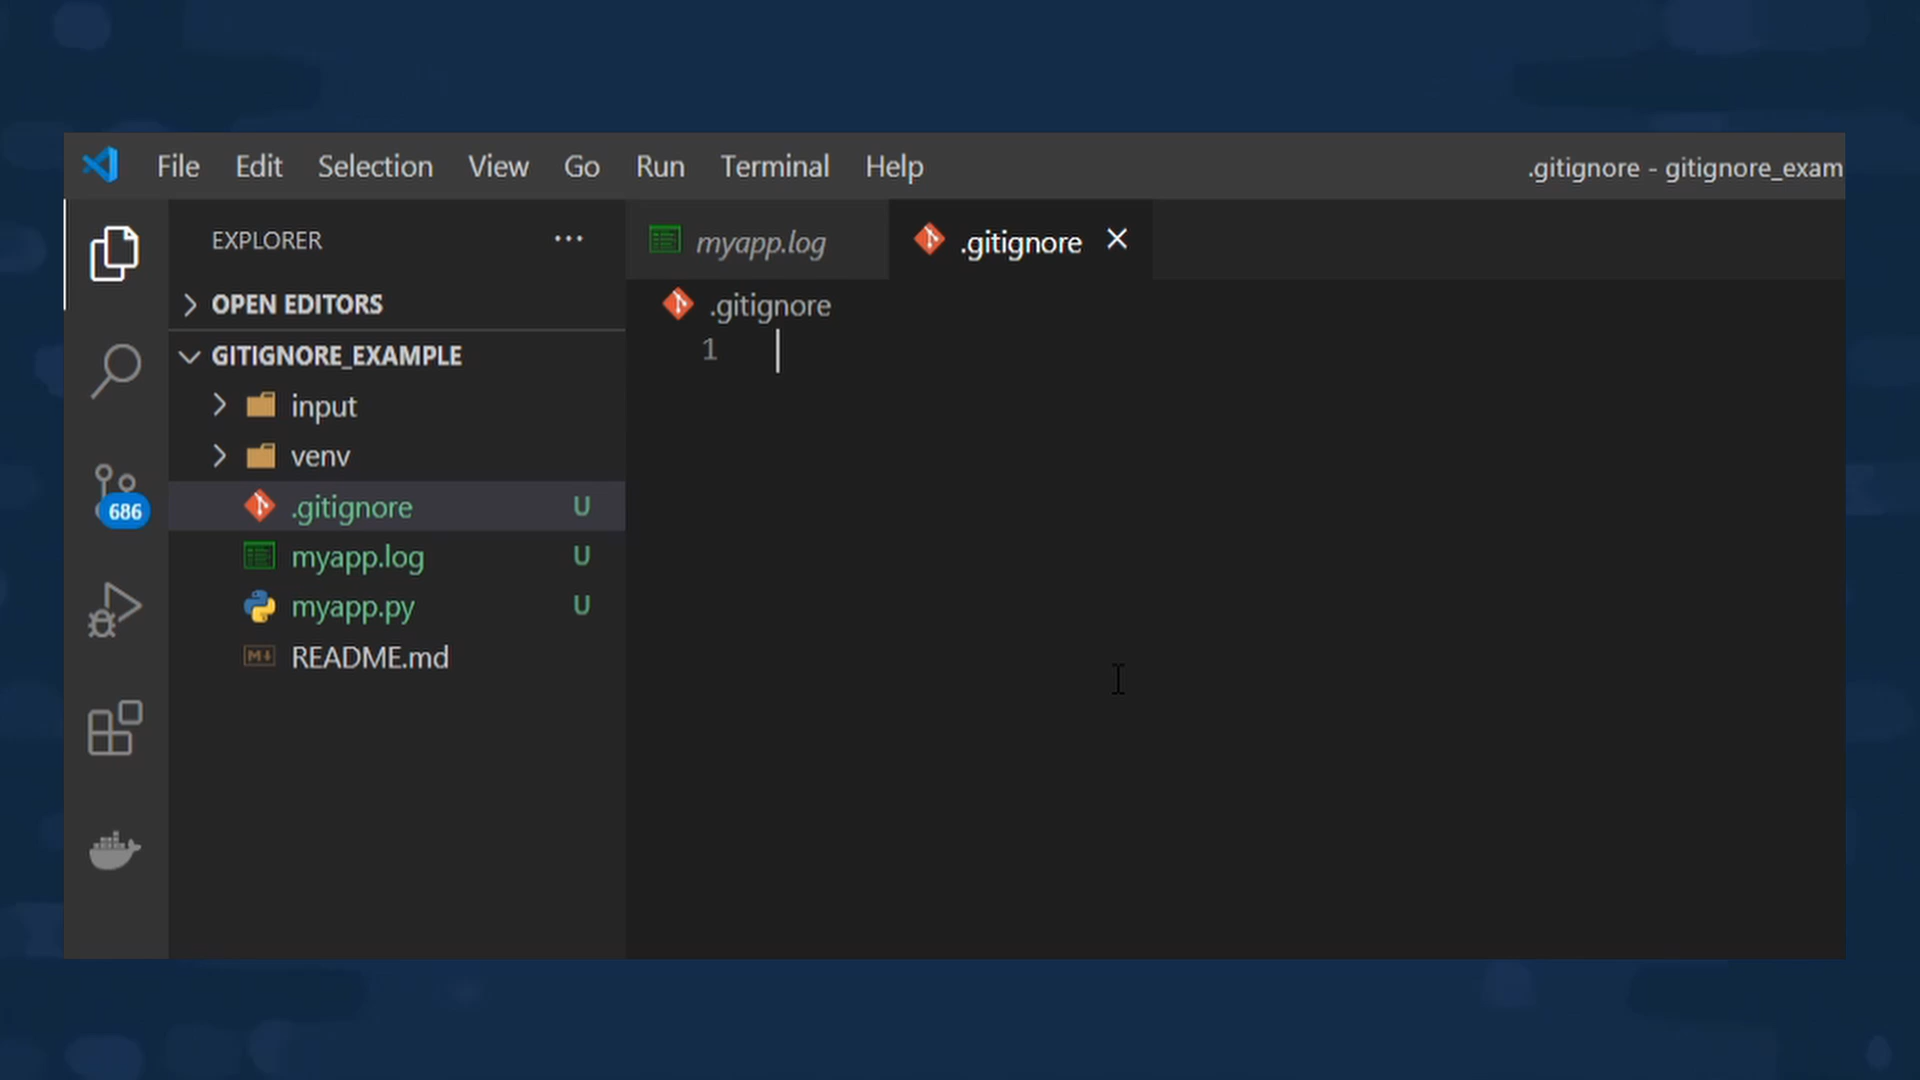 File Edit Selection View Go Run Terminal Help .gitignore - gitignore_exam
EXPLORER ···
myapp.log .gitignore
OPEN EDITORS
.gitignore
1
GITIGNORE_EXAMPLE
input
venv
686
.gitignore U
myapp.log U
myapp.py U
M README.md